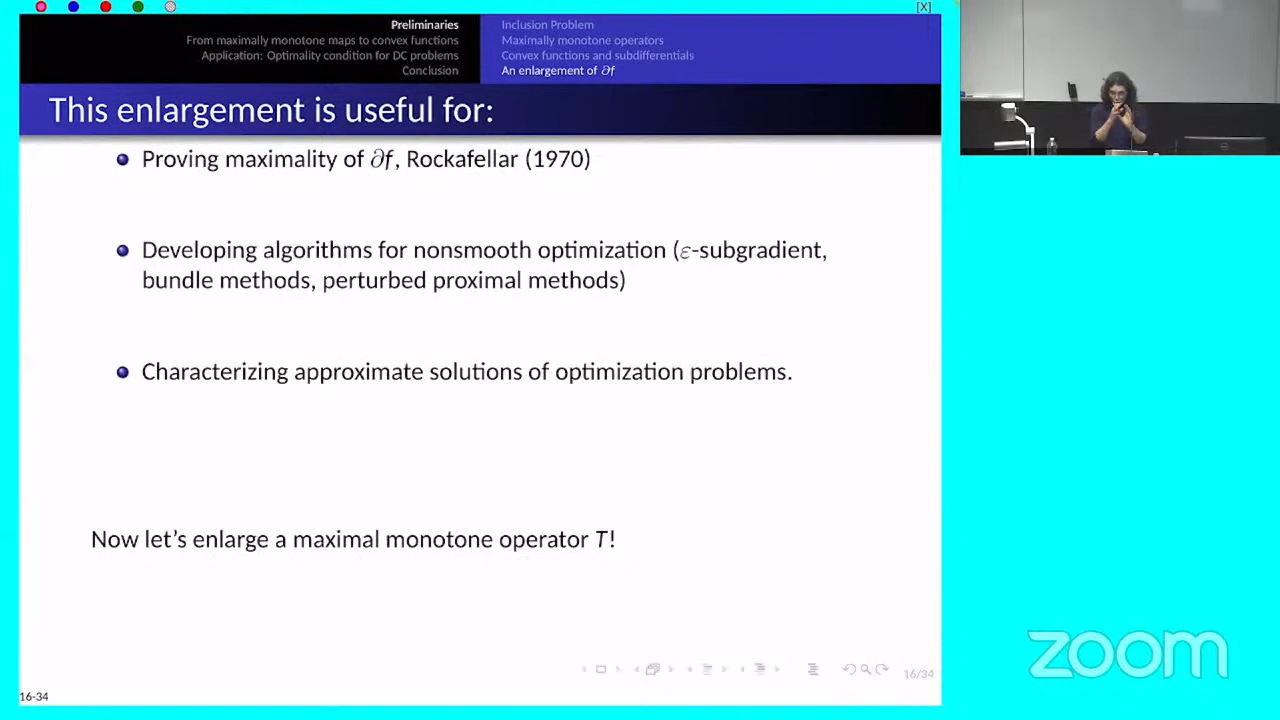 [X]
Preliminaries
From maximally monotone maps to convex functions
Application: Optimality condition for DC problems
Conclusion
Inclusion Problem
Maximally monotone operators
Convex functions and subdifferentials
An enlargement of ∂f
This enlargement is useful for:
Proving maximality of ∂f, Rockafellar (1970)
Developing algorithms for nonsmooth optimization (ε-subgradient,
bundle methods, perturbed proximal methods)
Characterizing approximate solutions of optimization problems.
Now let's enlarge a maximal monotone operator T!
16/34
16-34
zoom